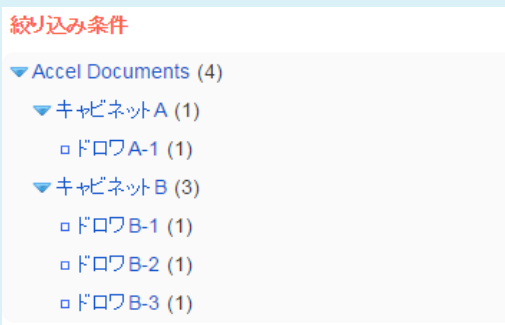 絞り込み条件
Accel Documents (4)
キャビネットA (1)
ドロワA-1 (1)
キャビネットB (3)
ドロワB-1 (1)
ドロワB-2 (1)
ドロワB-3 (1)